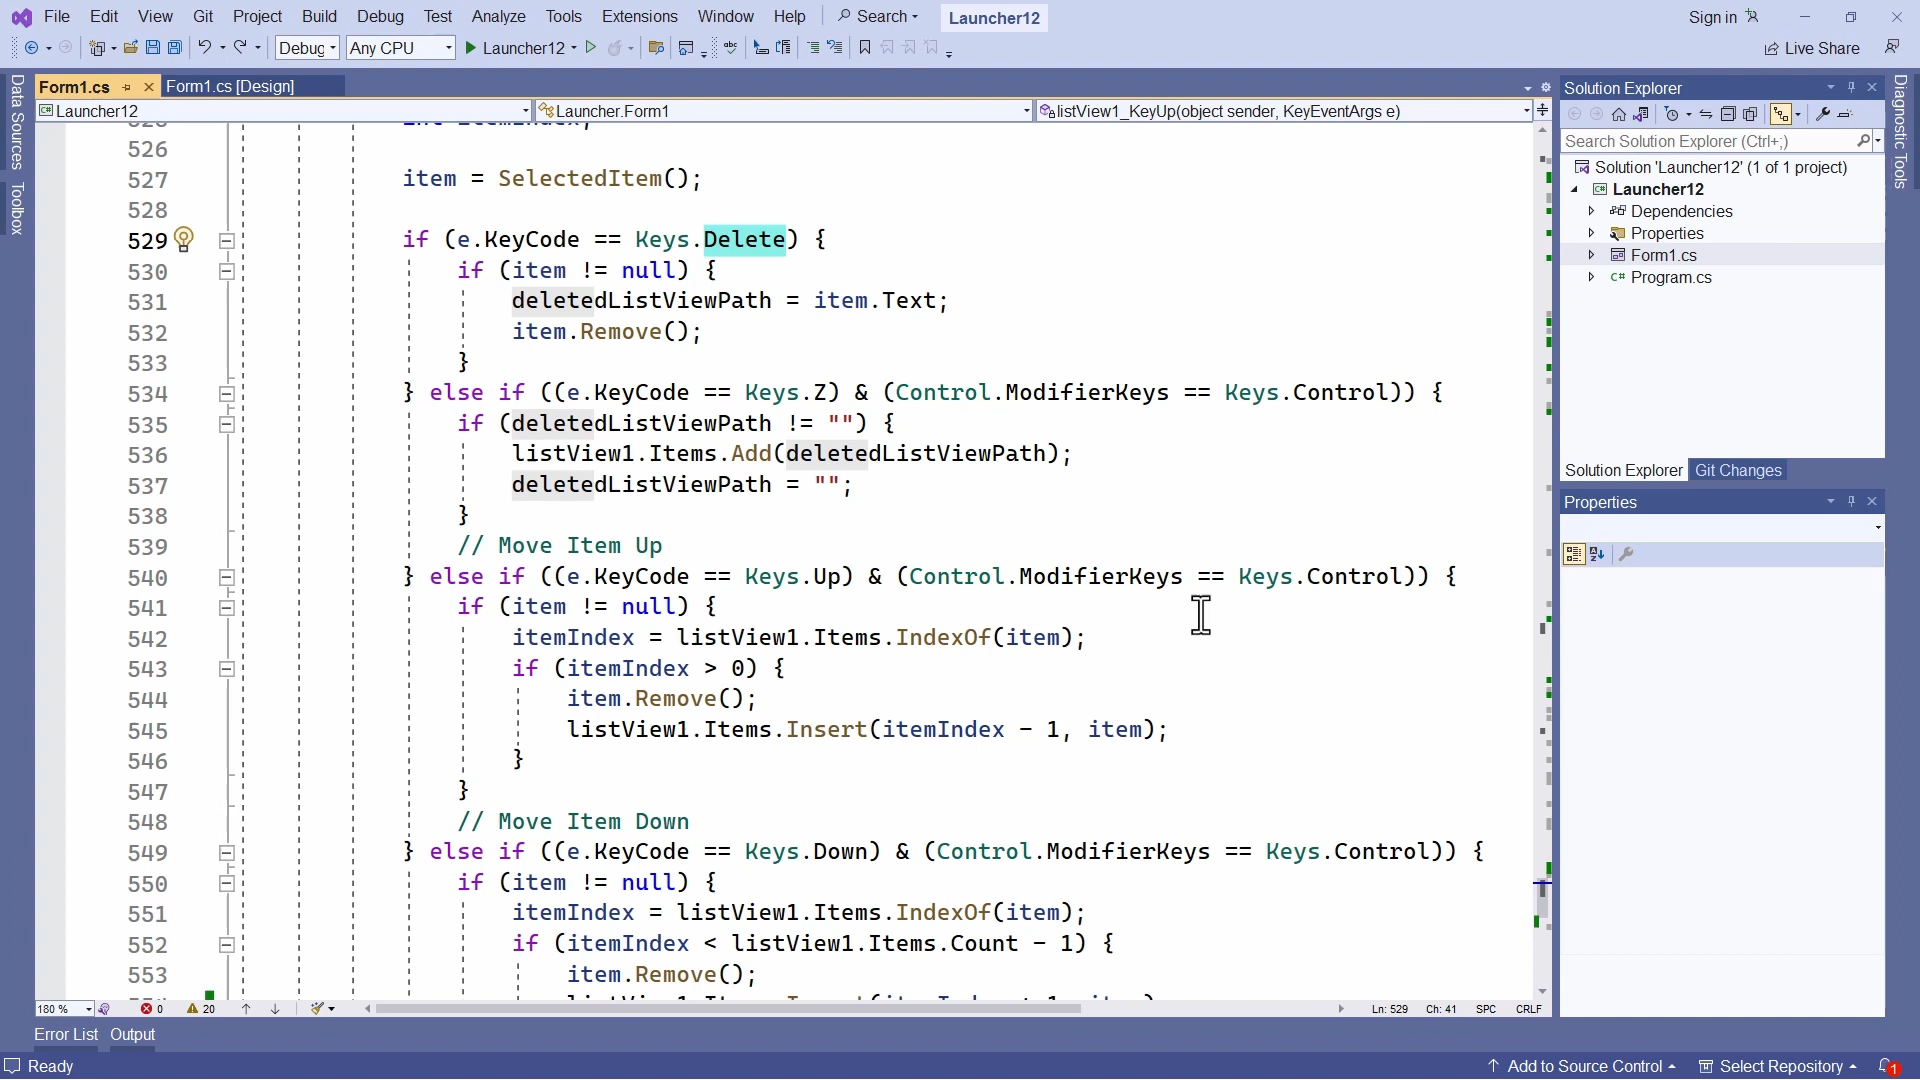 File Edit View Git Project Build Debug Test Analyze Tools Extensions Window Help Search Launcher12 Sign in
Debug Any CPU Launcher12 Live Share
Form1.cs Form1.cs [Design]
Launcher12 Launcher.Form1 listView1_KeyUp(object sender, KeyEventArgs e)
Data Sources
Toolbox
526
527 item = SelectedItem();
528
529 if (e.KeyCode == Keys.Delete) {
530 if (item != null) {
531 deletedListViewPath = item.Text;
532 item.Remove();
533 }
534 } else if ((e.KeyCode == Keys.Z) & (Control.ModifierKeys == Keys.Control)) {
535 if (deletedListViewPath != "") {
536 listView1.Items.Add(deletedListViewPath);
537 deletedListViewPath = "";
538 }
539 // Move Item Up
540 } else if ((e.KeyCode == Keys.Up) & (Control.ModifierKeys == Keys.Control)) {
541 if (item != null) {
542 itemIndex = listView1.Items.IndexOf(item);
543 if (itemIndex > 0) {
544 item.Remove();
545 listView1.Items.Insert(itemIndex - 1, item);
546 }
547 }
548 // Move Item Down
549 } else if ((e.KeyCode == Keys.Down) & (Control.ModifierKeys == Keys.Control)) {
550 if (item != null) {
551 itemIndex = listView1.Items.IndexOf(item);
552 if (itemIndex < listView1.Items.Count - 1) {
553 item.Remove();
180 % 0 20 Ln: 529 Ch: 41 SPC CRLF
Solution Explorer
Search Solution Explorer (Ctrl+;)
Solution 'Launcher12' (1 of 1 project)
Launcher12
Dependencies
Properties
Form1.cs
C# Program.cs
Solution Explorer Git Changes
Properties
Diagnostic Tools
Error List Output
Ready Add to Source Control Select Repository 1